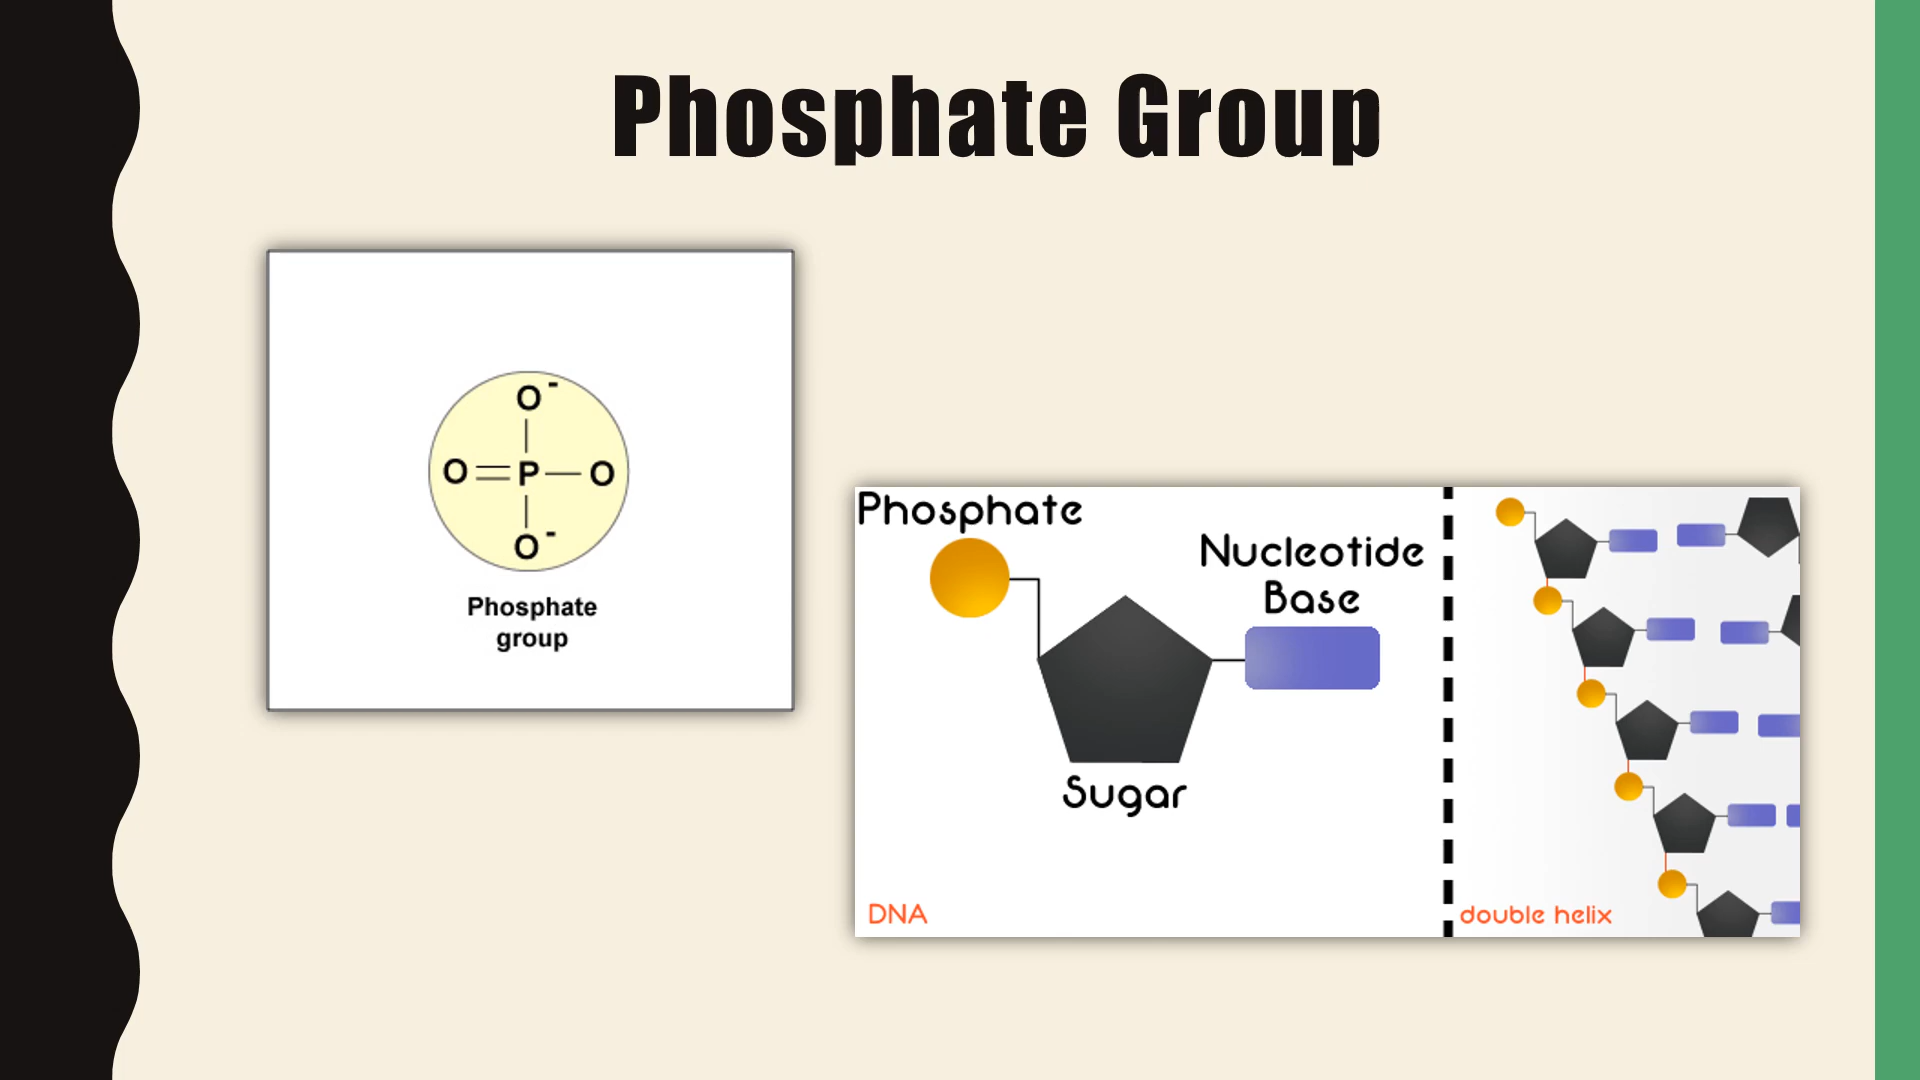 Phosphate Group
O-
O=P—O
O-
Phosphate
group
Phosphate
Nucleotide
Base
Sugar
DNA
double helix